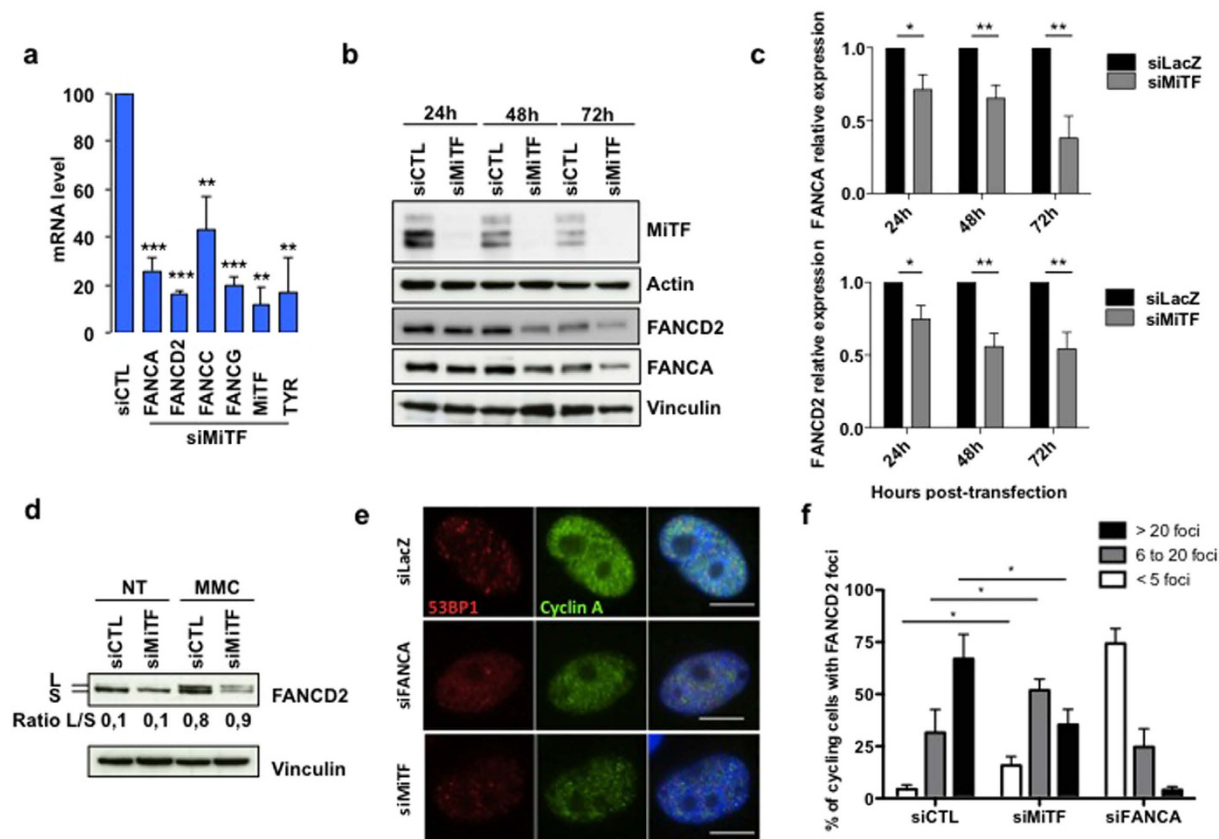 a
mRNA level
100
80
60
40
20
0
***
***
**
***
**
**
siCTL
FANCA
FANCD2
FANCC
FANCG
MiTF
TYR
siMiTF
b
24h 48h 72h
siCTL siMiTF siCTL siMiTF siCTL siMiTF
MiTF
Actin
FANCD2
FANCA
Vinculin
c
FANCA relative expression
1.0
0.5
0.0
* ** **
24h 48h 72h
siLacZ
siMiTF
FANCD2 relative expression
1.0
0.5
0.0
* ** **
24h 48h 72h
siLacZ
siMiTF
Hours post-transfection
d
NT MMC
siCTL siMiTF siCTL siMiTF
L
S
FANCD2
Ratio L/S 0,1 0,1 0,8 0,9
Vinculin
e
siLacZ
53BP1 Cyclin A
siFANCA
siMiTF
f
> 20 foci
6 to 20 foci
< 5 foci
% of cycling cells with FANCD2 foci
100
75
50
25
0
*
*
*
siCTL siMiTF siFANCA